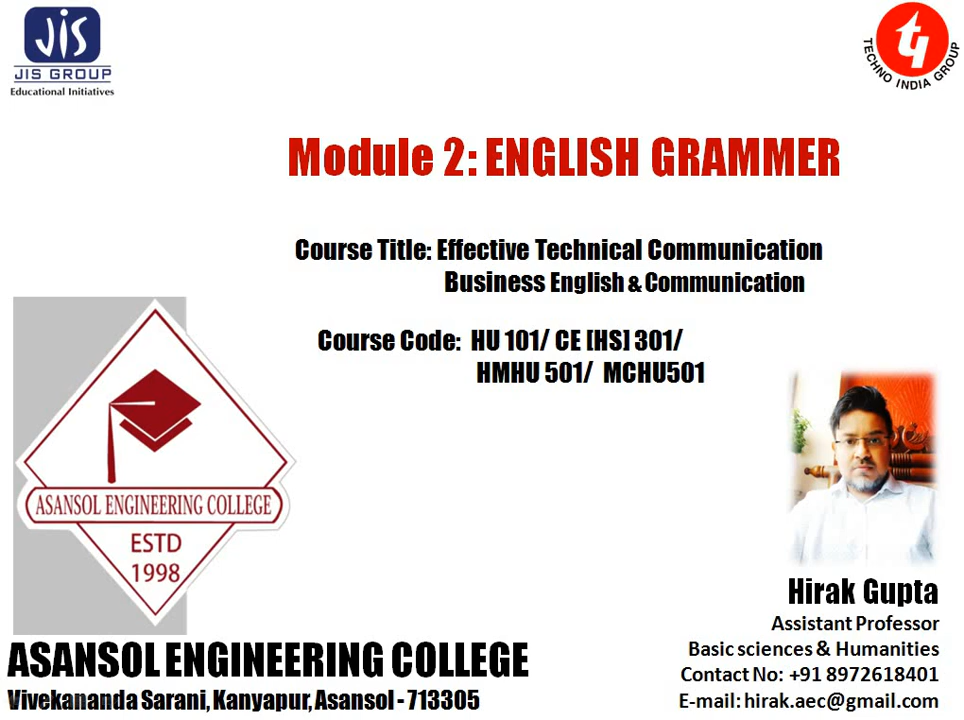 JIS
JIS GROUP
Educational Initiatives
TECHNO INDIA GROUP
Module 2: ENGLISH GRAMMER
Course Title: Effective Technical Communication
Business English & Communication
Course Code: HU 101/ CE [HS] 301/
HMHU 501/ MCHU501
ASANSOL ENGINEERING COLLEGE
ESTD
1998
Hirak Gupta
Assistant Professor
Basic sciences & Humanities
Contact No: +91 8972618401
E-mail: hirak.aec@gmail.com
ASANSOL ENGINEERING COLLEGE
Vivekananda Sarani, Kanyapur, Asansol - 713305